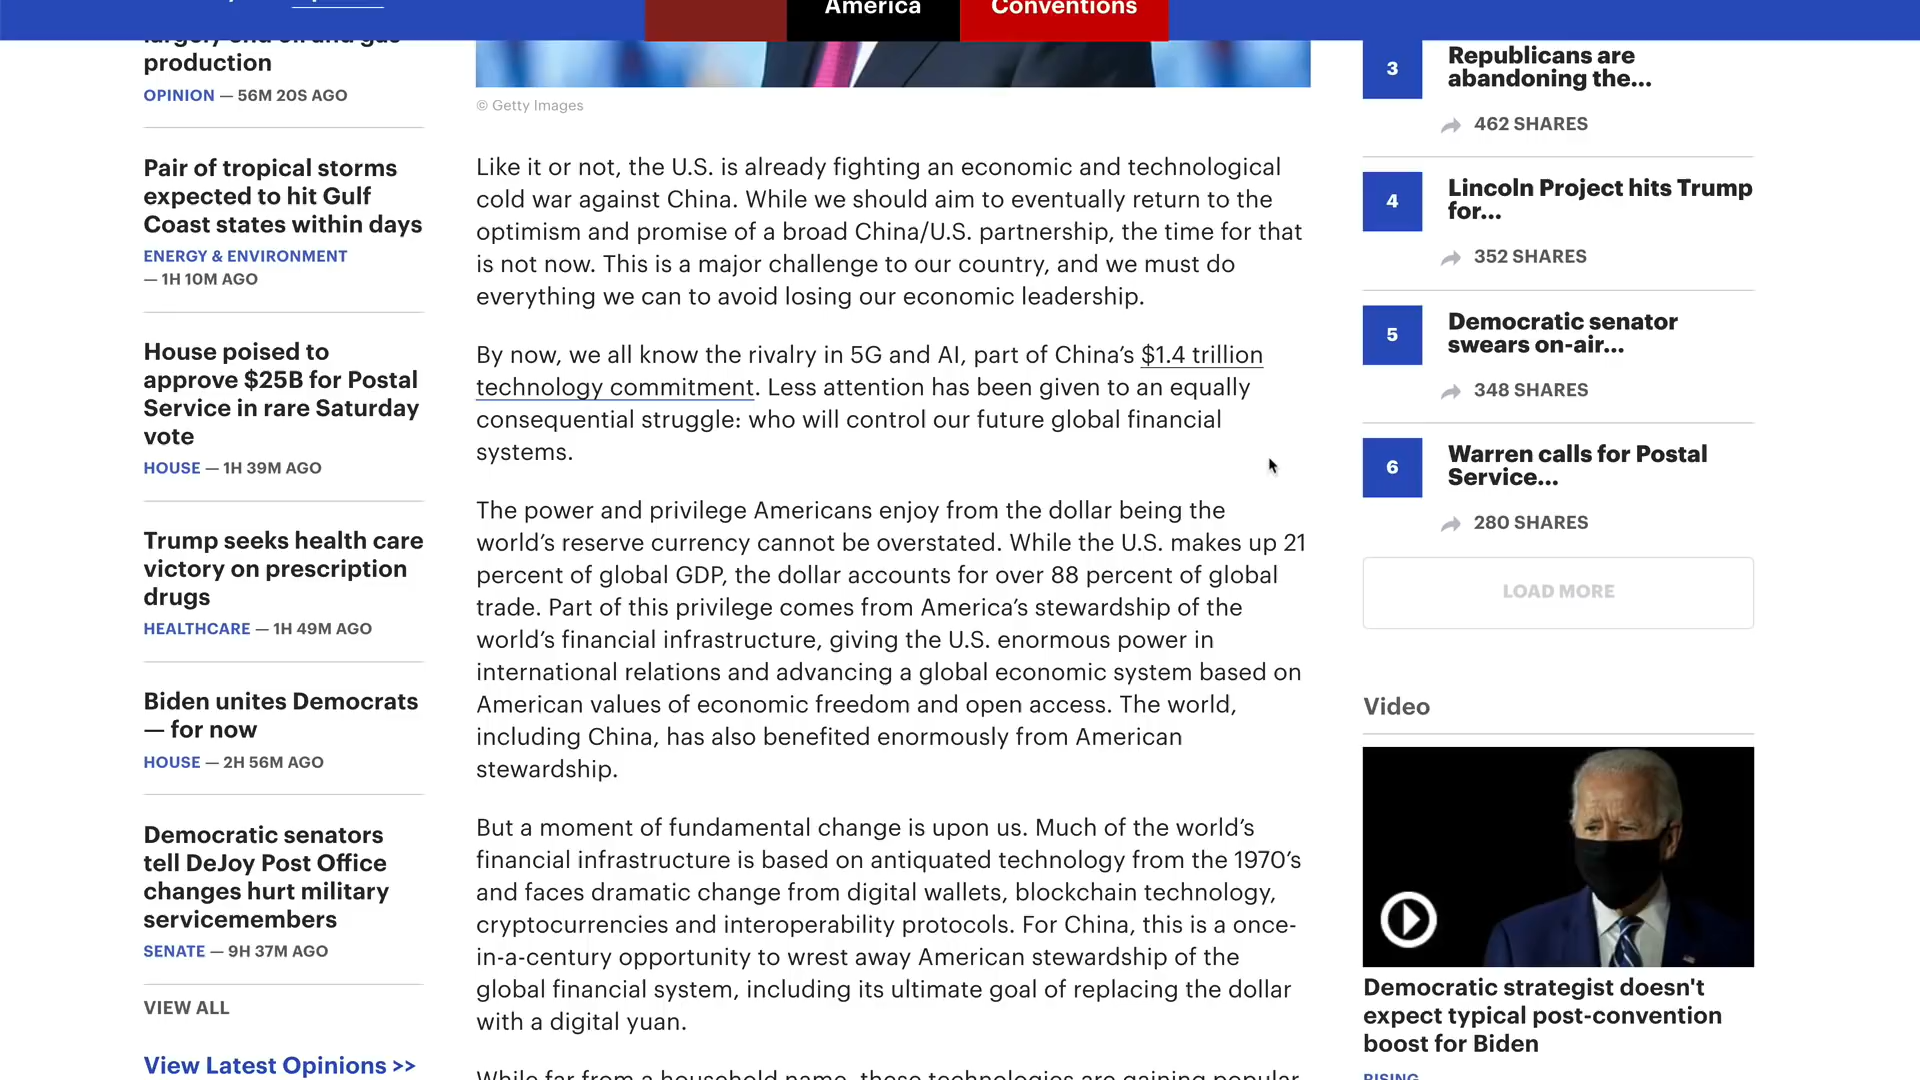 America
Conventions
production
OPINION — 56M 20S AGO
Pair of tropical storms
expected to hit Gulf
Coast states within days
ENERGY & ENVIRONMENT
— 1H 10M AGO
House poised to
approve $25B for Postal
Service in rare Saturday
vote
HOUSE — 1H 39M AGO
Trump seeks health care
victory on prescription
drugs
HEALTHCARE — 1H 49M AGO
Biden unites Democrats
— for now
HOUSE — 2H 56M AGO
Democratic senators
tell DeJoy Post Office
changes hurt military
servicemembers
SENATE — 9H 37M AGO
VIEW ALL
View Latest Opinions >>
© Getty Images
Like it or not, the U.S. is already fighting an economic and technological
cold war against China. While we should aim to eventually return to the
optimism and promise of a broad China/U.S. partnership, the time for that
is not now. This is a major challenge to our country, and we must do
everything we can to avoid losing our economic leadership.
By now, we all know the rivalry in 5G and AI, part of China’s $1.4 trillion
technology commitment. Less attention has been given to an equally
consequential struggle: who will control our future global financial
systems.
The power and privilege Americans enjoy from the dollar being the
world’s reserve currency cannot be overstated. While the U.S. makes up 21
percent of global GDP, the dollar accounts for over 88 percent of global
trade. Part of this privilege comes from America’s stewardship of the
world’s financial infrastructure, giving the U.S. enormous power in
international relations and advancing a global economic system based on
American values of economic freedom and open access. The world,
including China, has also benefited enormously from American
stewardship.
But a moment of fundamental change is upon us. Much of the world’s
financial infrastructure is based on antiquated technology from the 1970’s
and faces dramatic change from digital wallets, blockchain technology,
cryptocurrencies and interoperability protocols. For China, this is a once-
in-a-century opportunity to wrest away American stewardship of the
global financial system, including its ultimate goal of replacing the dollar
with a digital yuan.
While far from a household name, these technologies are gaining popular
3
Republicans are
abandoning the...
462 SHARES
4
Lincoln Project hits Trump
for...
352 SHARES
5
Democratic senator
swears on-air...
348 SHARES
6
Warren calls for Postal
Service...
280 SHARES
LOAD MORE
Video
Democratic strategist doesn't
expect typical post-convention
boost for Biden
RISING